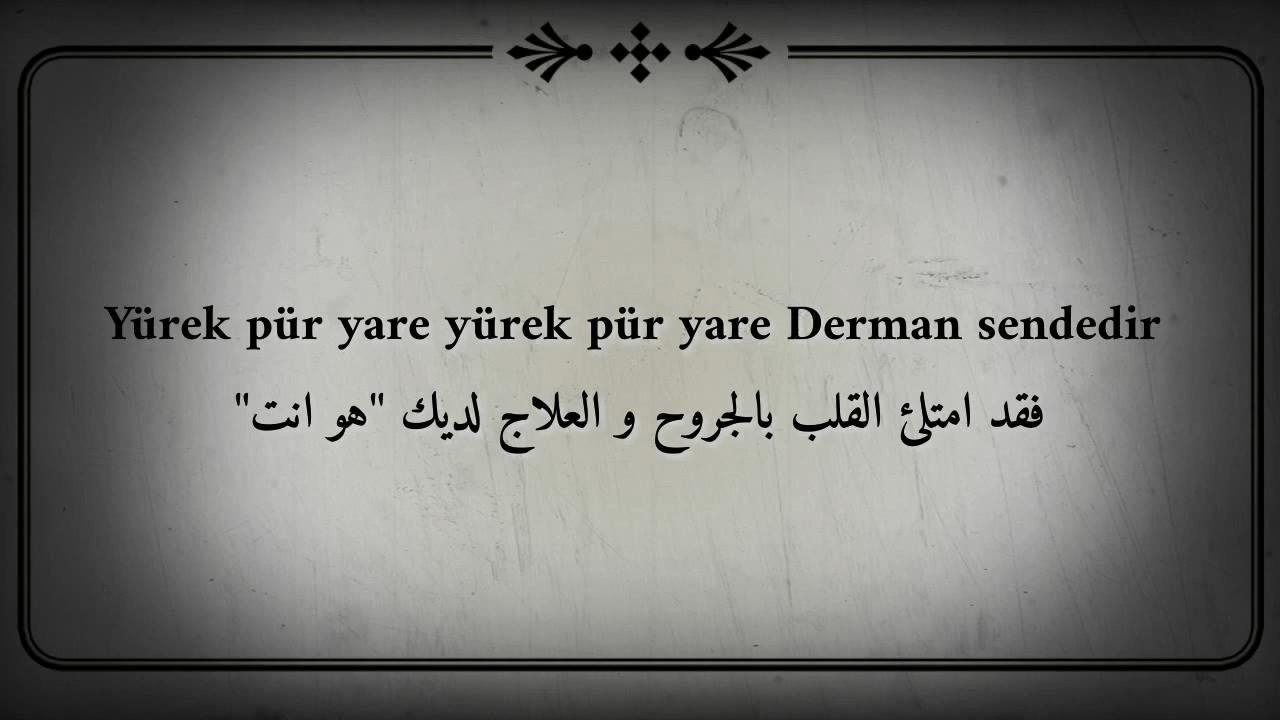 Yürek pür yare yürek pür yare Derman sendedir
فقد امتلئ القلب بالجروح و العلاج لديك "هو انت"